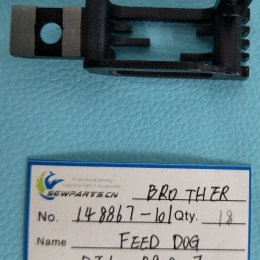 BROTHER
SEWPARTS.CN
No. 148867-101 Qty. 18
Name FEED DOG